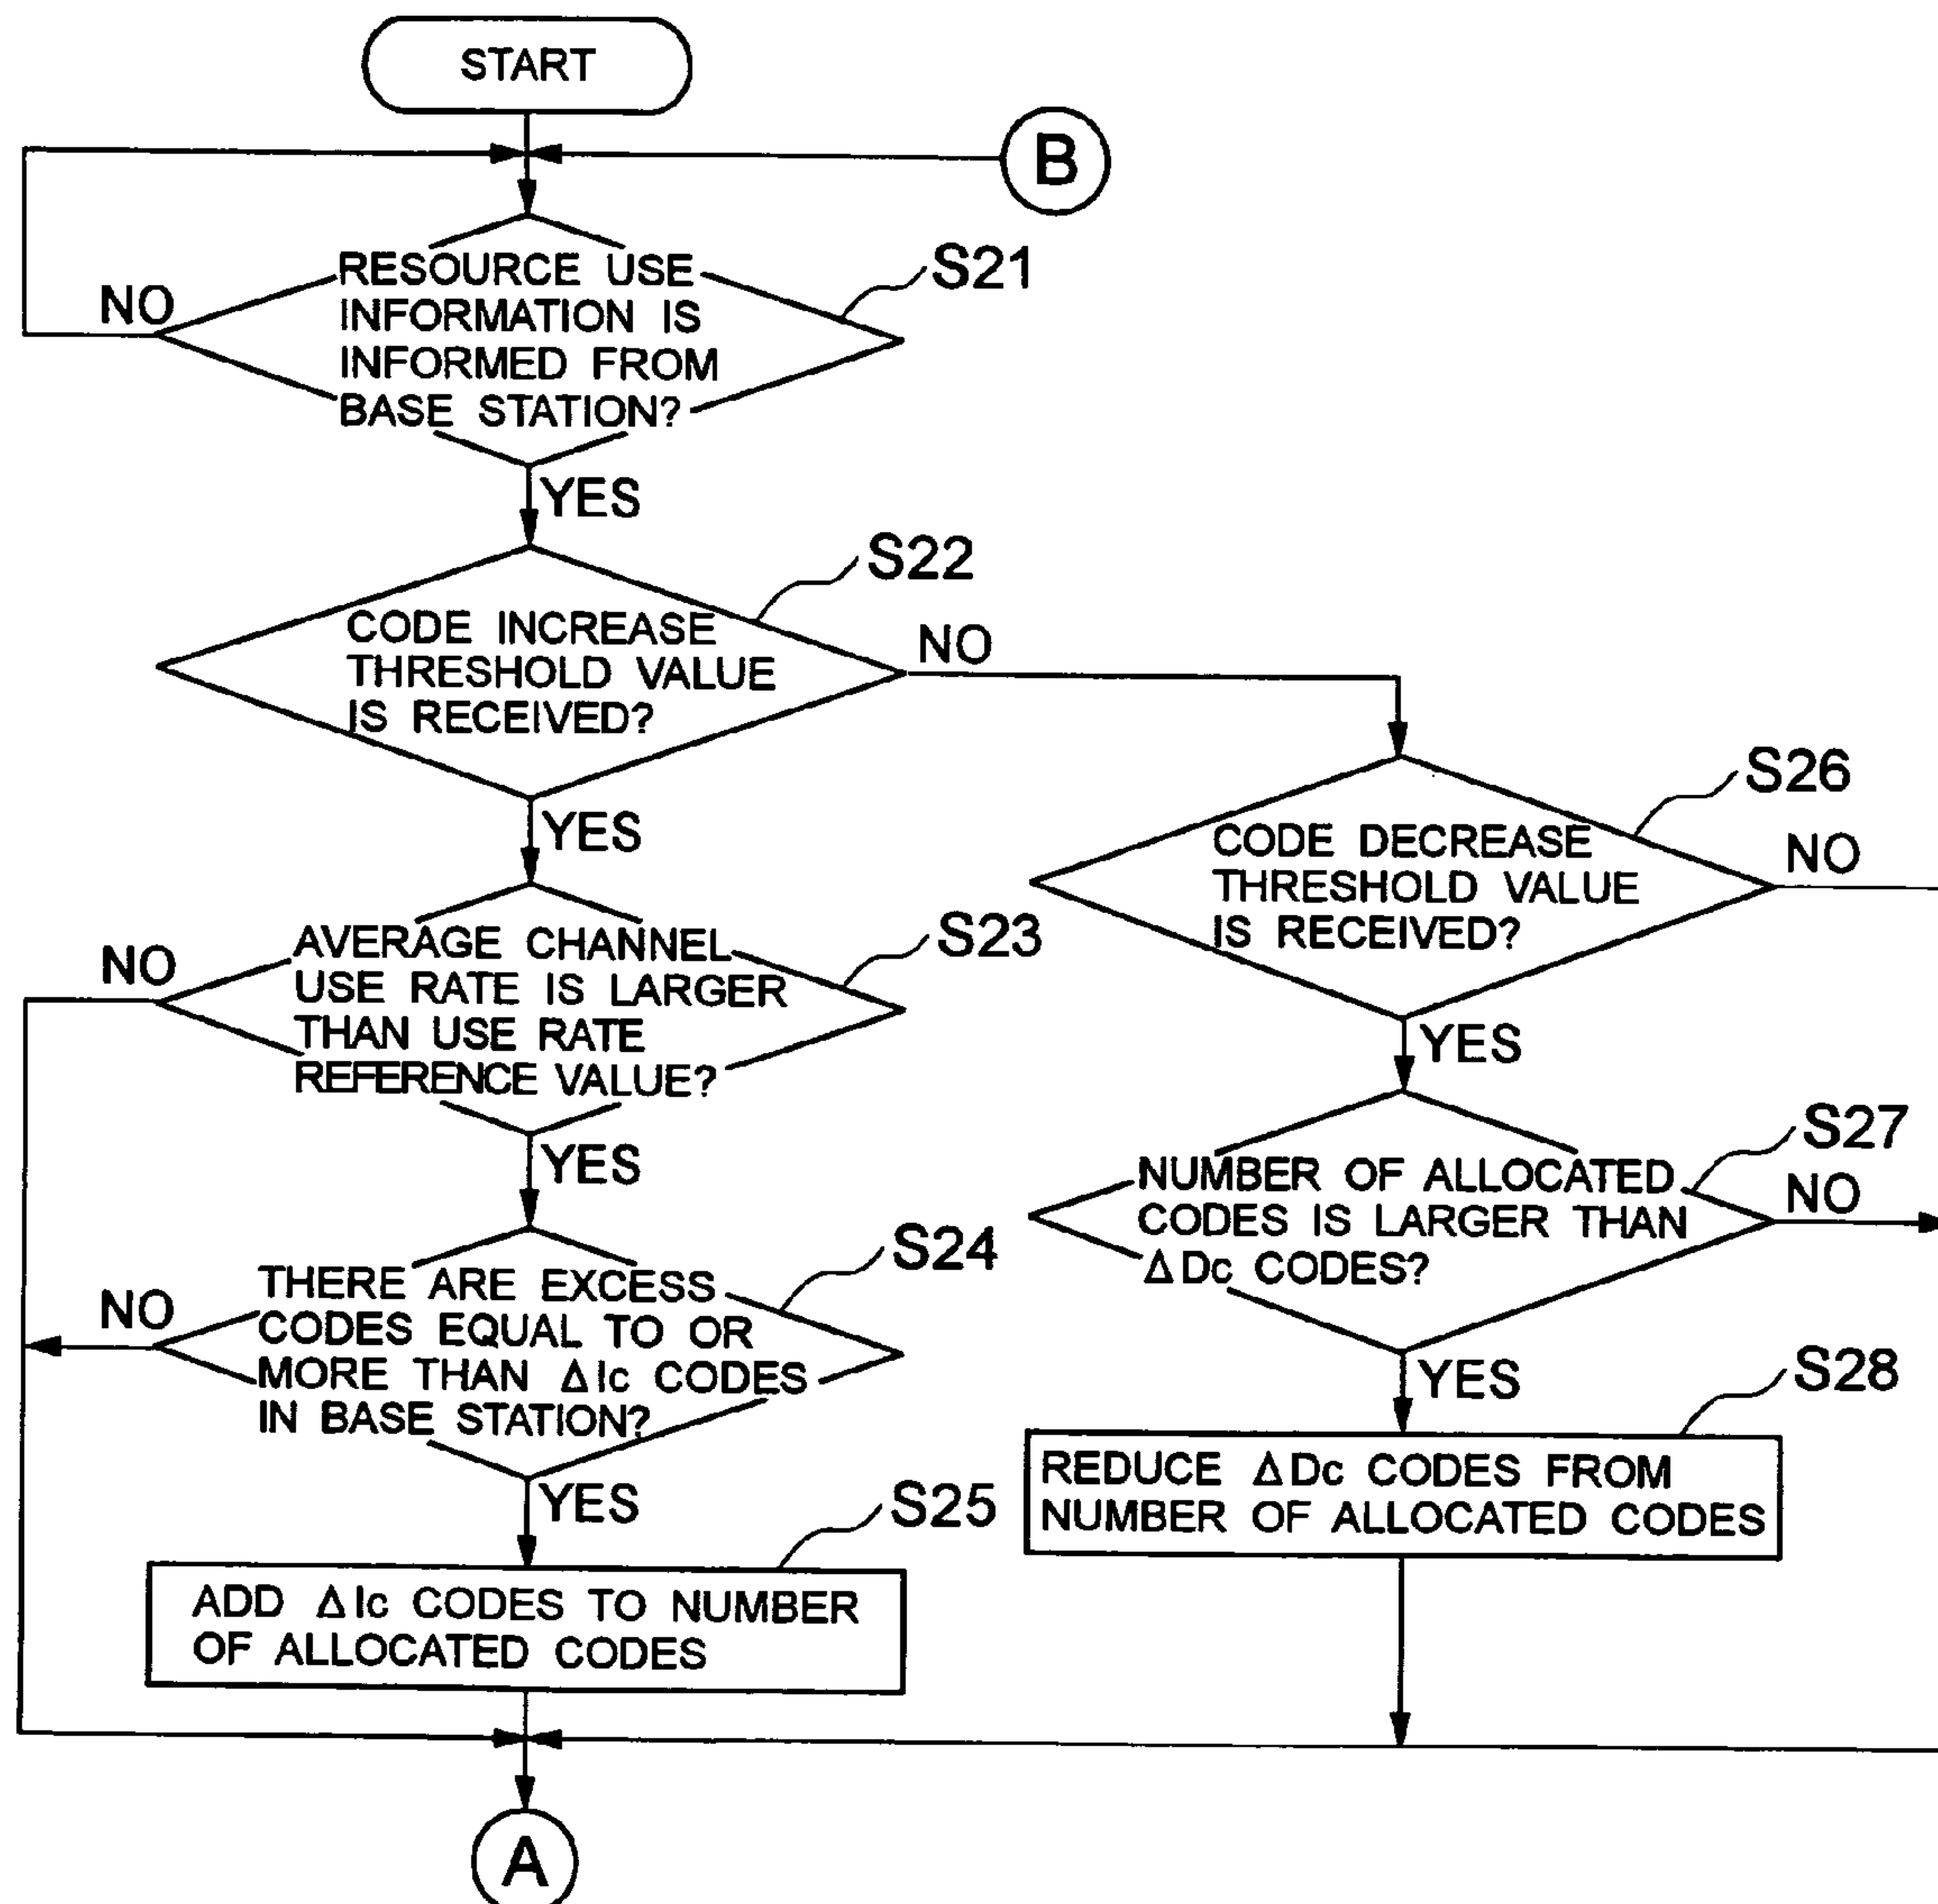 START
B
RESOURCE USE
INFORMATION IS
INFORMED FROM
BASE STATION?
S21
NO
YES
CODE INCREASE
THRESHOLD VALUE
IS RECEIVED?
S22
NO
YES
AVERAGE CHANNEL
USE RATE IS LARGER
THAN USE RATE
REFERENCE VALUE?
S23
NO
YES
THERE ARE EXCESS
CODES EQUAL TO OR
MORE THAN ΔIc CODES
IN BASE STATION?
S24
NO
YES
S25
ADD ΔIc CODES TO NUMBER
OF ALLOCATED CODES
CODE DECREASE
THRESHOLD VALUE
IS RECEIVED?
S26
NO
YES
NUMBER OF ALLOCATED
CODES IS LARGER THAN
ΔDc CODES?
S27
NO
YES
S28
REDUCE ΔDc CODES FROM
NUMBER OF ALLOCATED CODES
A